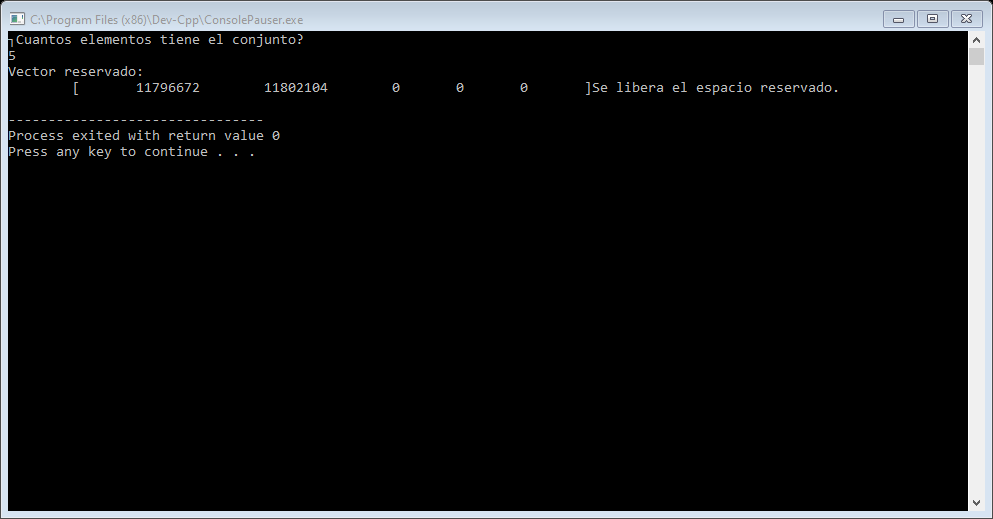 C:\Program Files (x86)\Dev-Cpp\ConsolePauser.exe
┐Cuantos elementos tiene el conjunto?
5
Vector reservado:
        [       11796672        11802104        0       0       0       ]Se libera el espacio reservado.
--------------------------------
Process exited with return value 0
Press any key to continue . . .